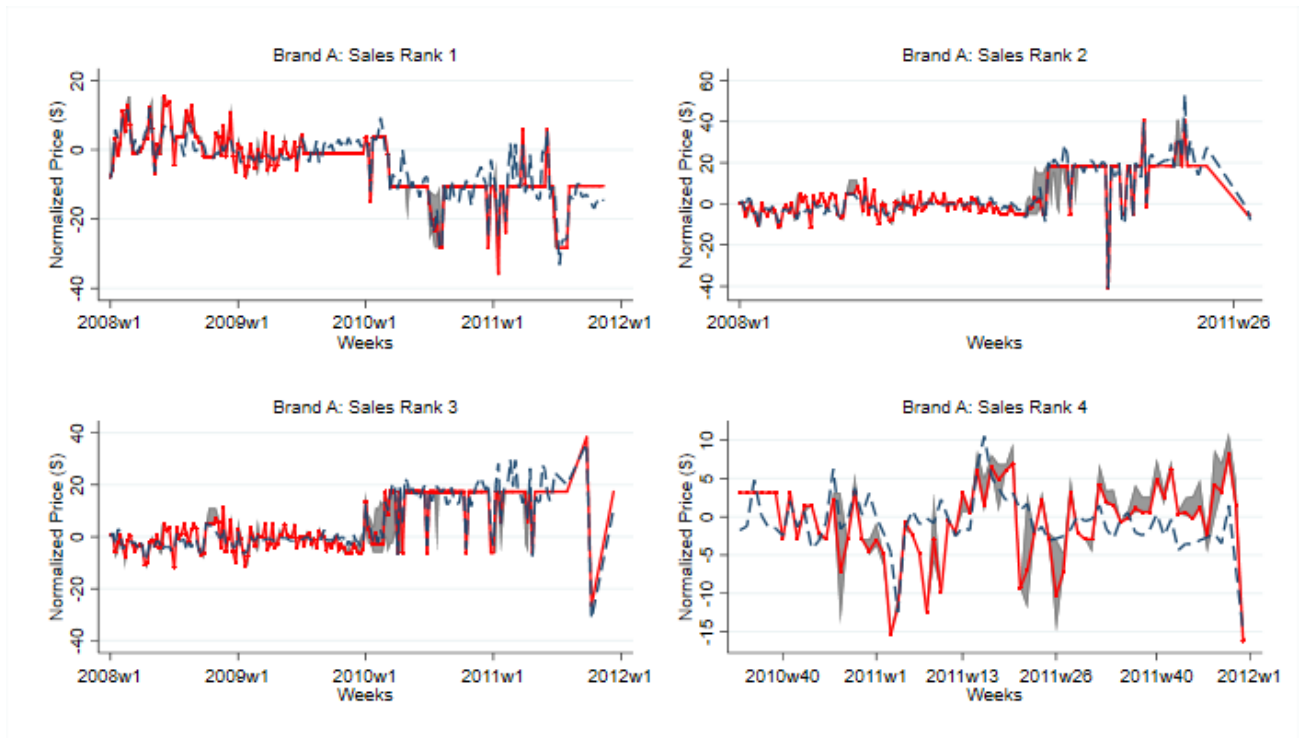 Brand A: Sales Rank 1
Normalized Price ($)
20
0
-20
-40
2008w1 2009w1 2010w1 2011w1 2012w1
Weeks
Brand A: Sales Rank 2
Normalized Price ($)
60
40
20
0
-20
-40
2008w1 2011w26
Weeks
Brand A: Sales Rank 3
Normalized Price ($)
40
20
0
20
-40
2008w1 2009w1 2010w1 2011w1 2012w1
Weeks
Brand A: Sales Rank 4
Normalized Price ($)
10
5
0
-5
-10
-15
2010w40 2011w1 2011w13 2011w26 2011w40 2012w1
Weeks